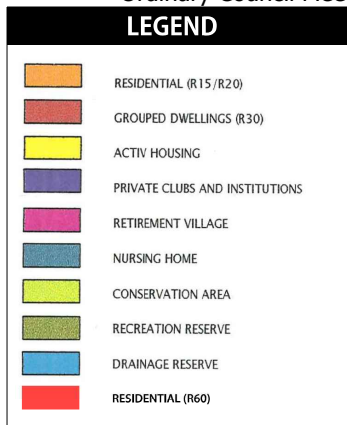 LEGEND
RESIDENTIAL (R15/R20)
GROUPED DWELLINGS (R30)
ACTIV HOUSING
PRIVATE CLUBS AND INSTITUTIONS
RETIREMENT VILLAGE
NURSING HOME
CONSERVATION AREA
RECREATION RESERVE
DRAINAGE RESERVE
RESIDENTIAL (R60)